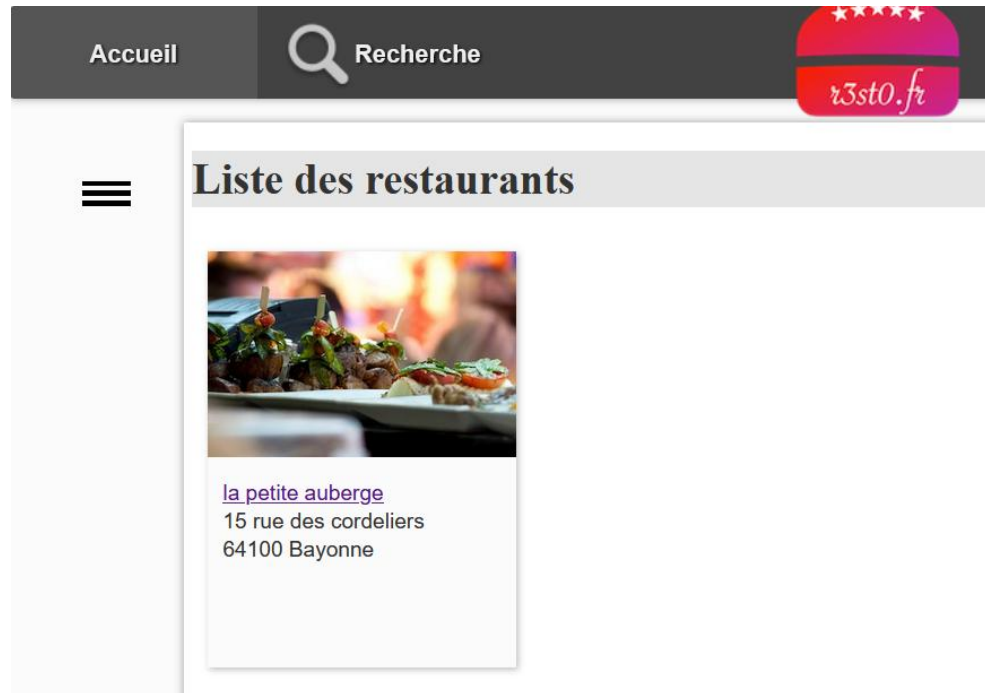 Accueil
Recherche
r3st0.fr
Liste des restaurants
la petite auberge
15 rue des cordeliers
64100 Bayonne